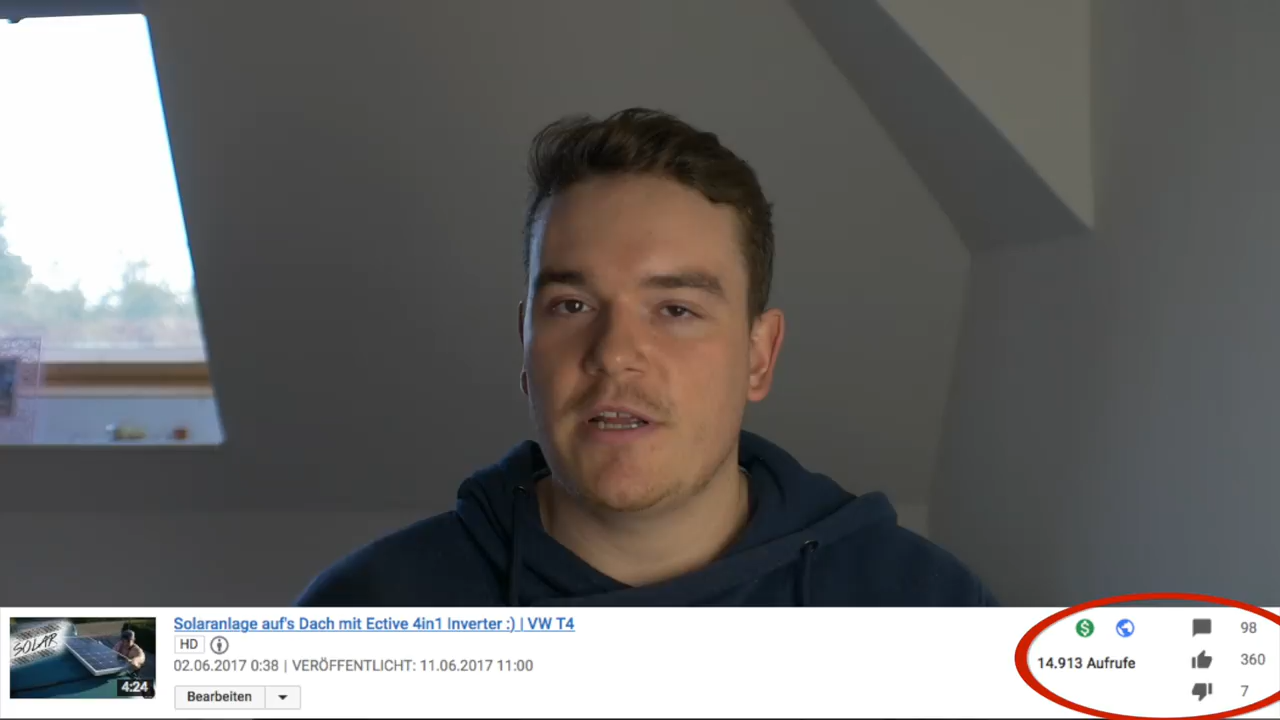 SOLAR
4:24
Solaranlage auf's Dach mit Ective 4in1 Inverter :) | VW T4
HD
02.06.2017 0:38 | VERÖFFENTLICHT: 11.06.2017 11:00
Bearbeiten
14.913 Aufrufe
98
360
7